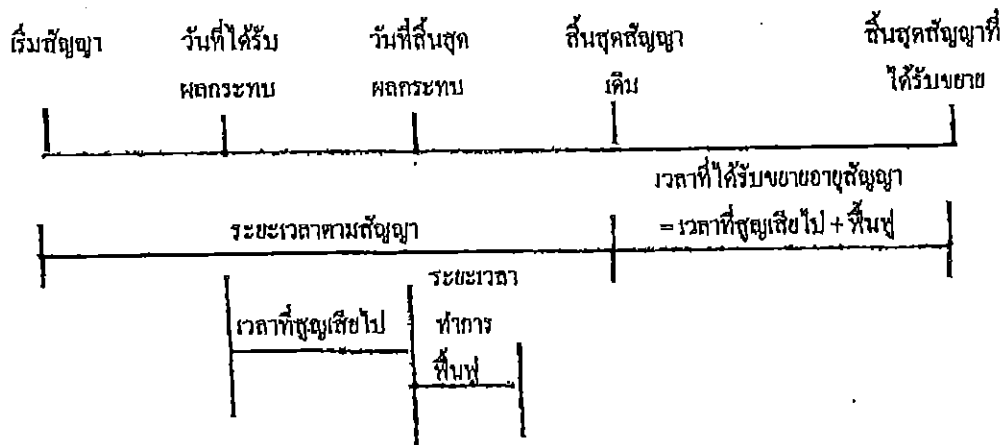 เริ่มสัญญา
วันที่ได้รับ
ผลกระทบ
วันที่สิ้นสุด
ผลกระทบ
สิ้นสุดสัญญา
เดิม
สิ้นสุดสัญญาที่
ได้รับขยาย
เวลาที่ได้รับขยายอายุสัญญา
= เวลาที่สูญเสียไป + ฟื้นฟู
ระยะเวลาตามสัญญา
เวลาที่สูญเสียไป
ระยะเวลา
ทำการ
ฟื้นฟู